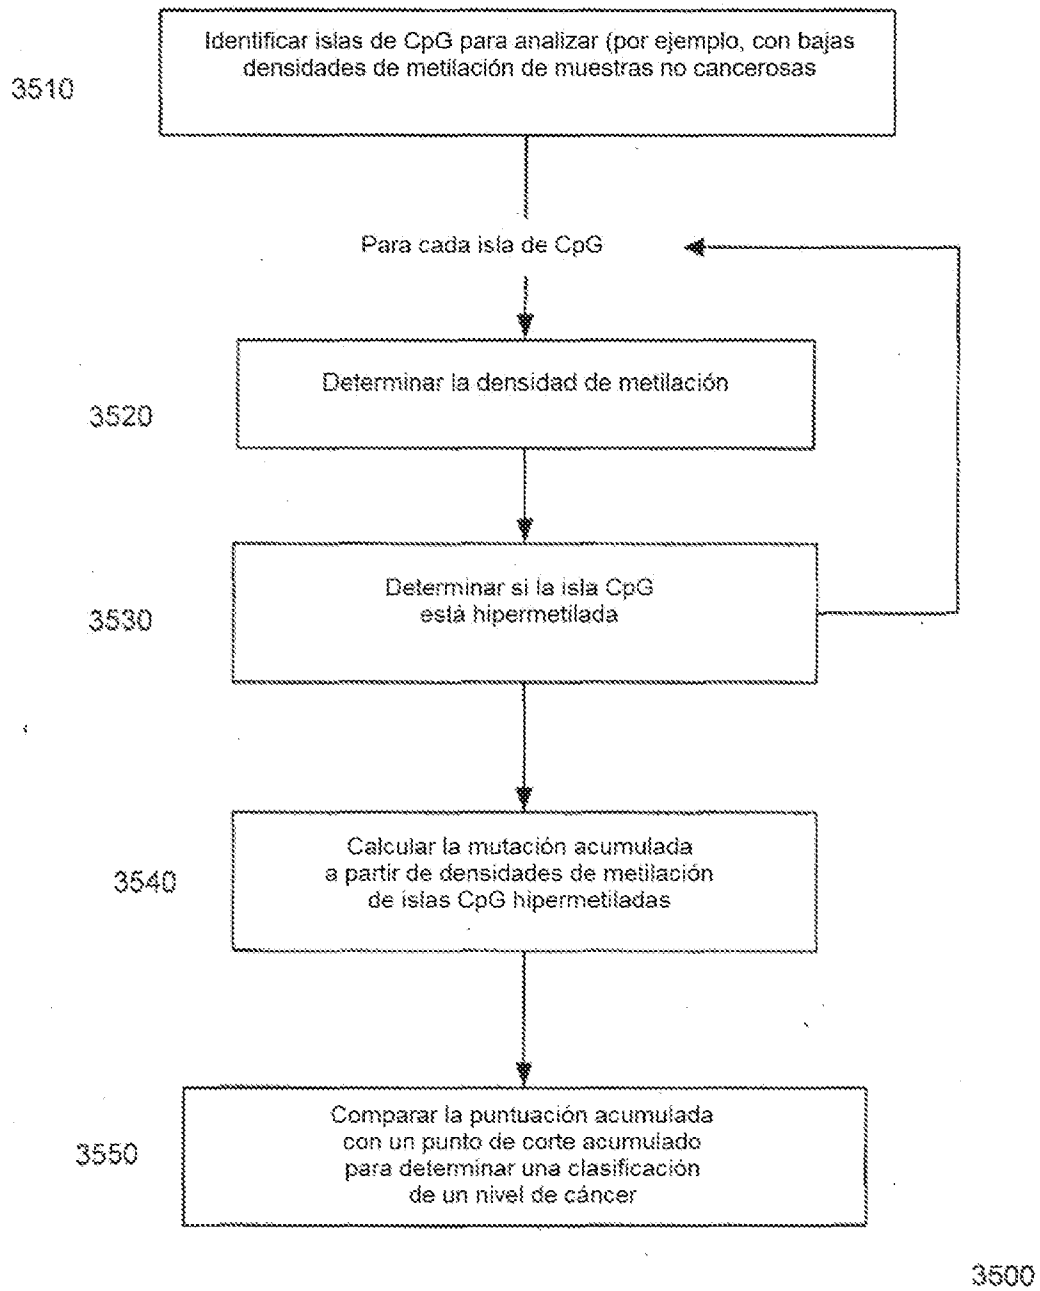 Identificar islas de CpG para analizar (por ejemplo, con bajas
densidades de metilación de muestras no cancerosas
3510
Para cada isla de CpG
Determinar la densidad de metilación
3520
Determinar si la isla CpG
está hipermetilada
3530
Calcular la mutación acumulada
a partir de densidades de metilación
de islas CpG hipermetiladas
3540
Comparar la puntuación acumulada
con un punto de corte acumulado
para determinar una clasificación
de un nivel de cáncer
3550
3500